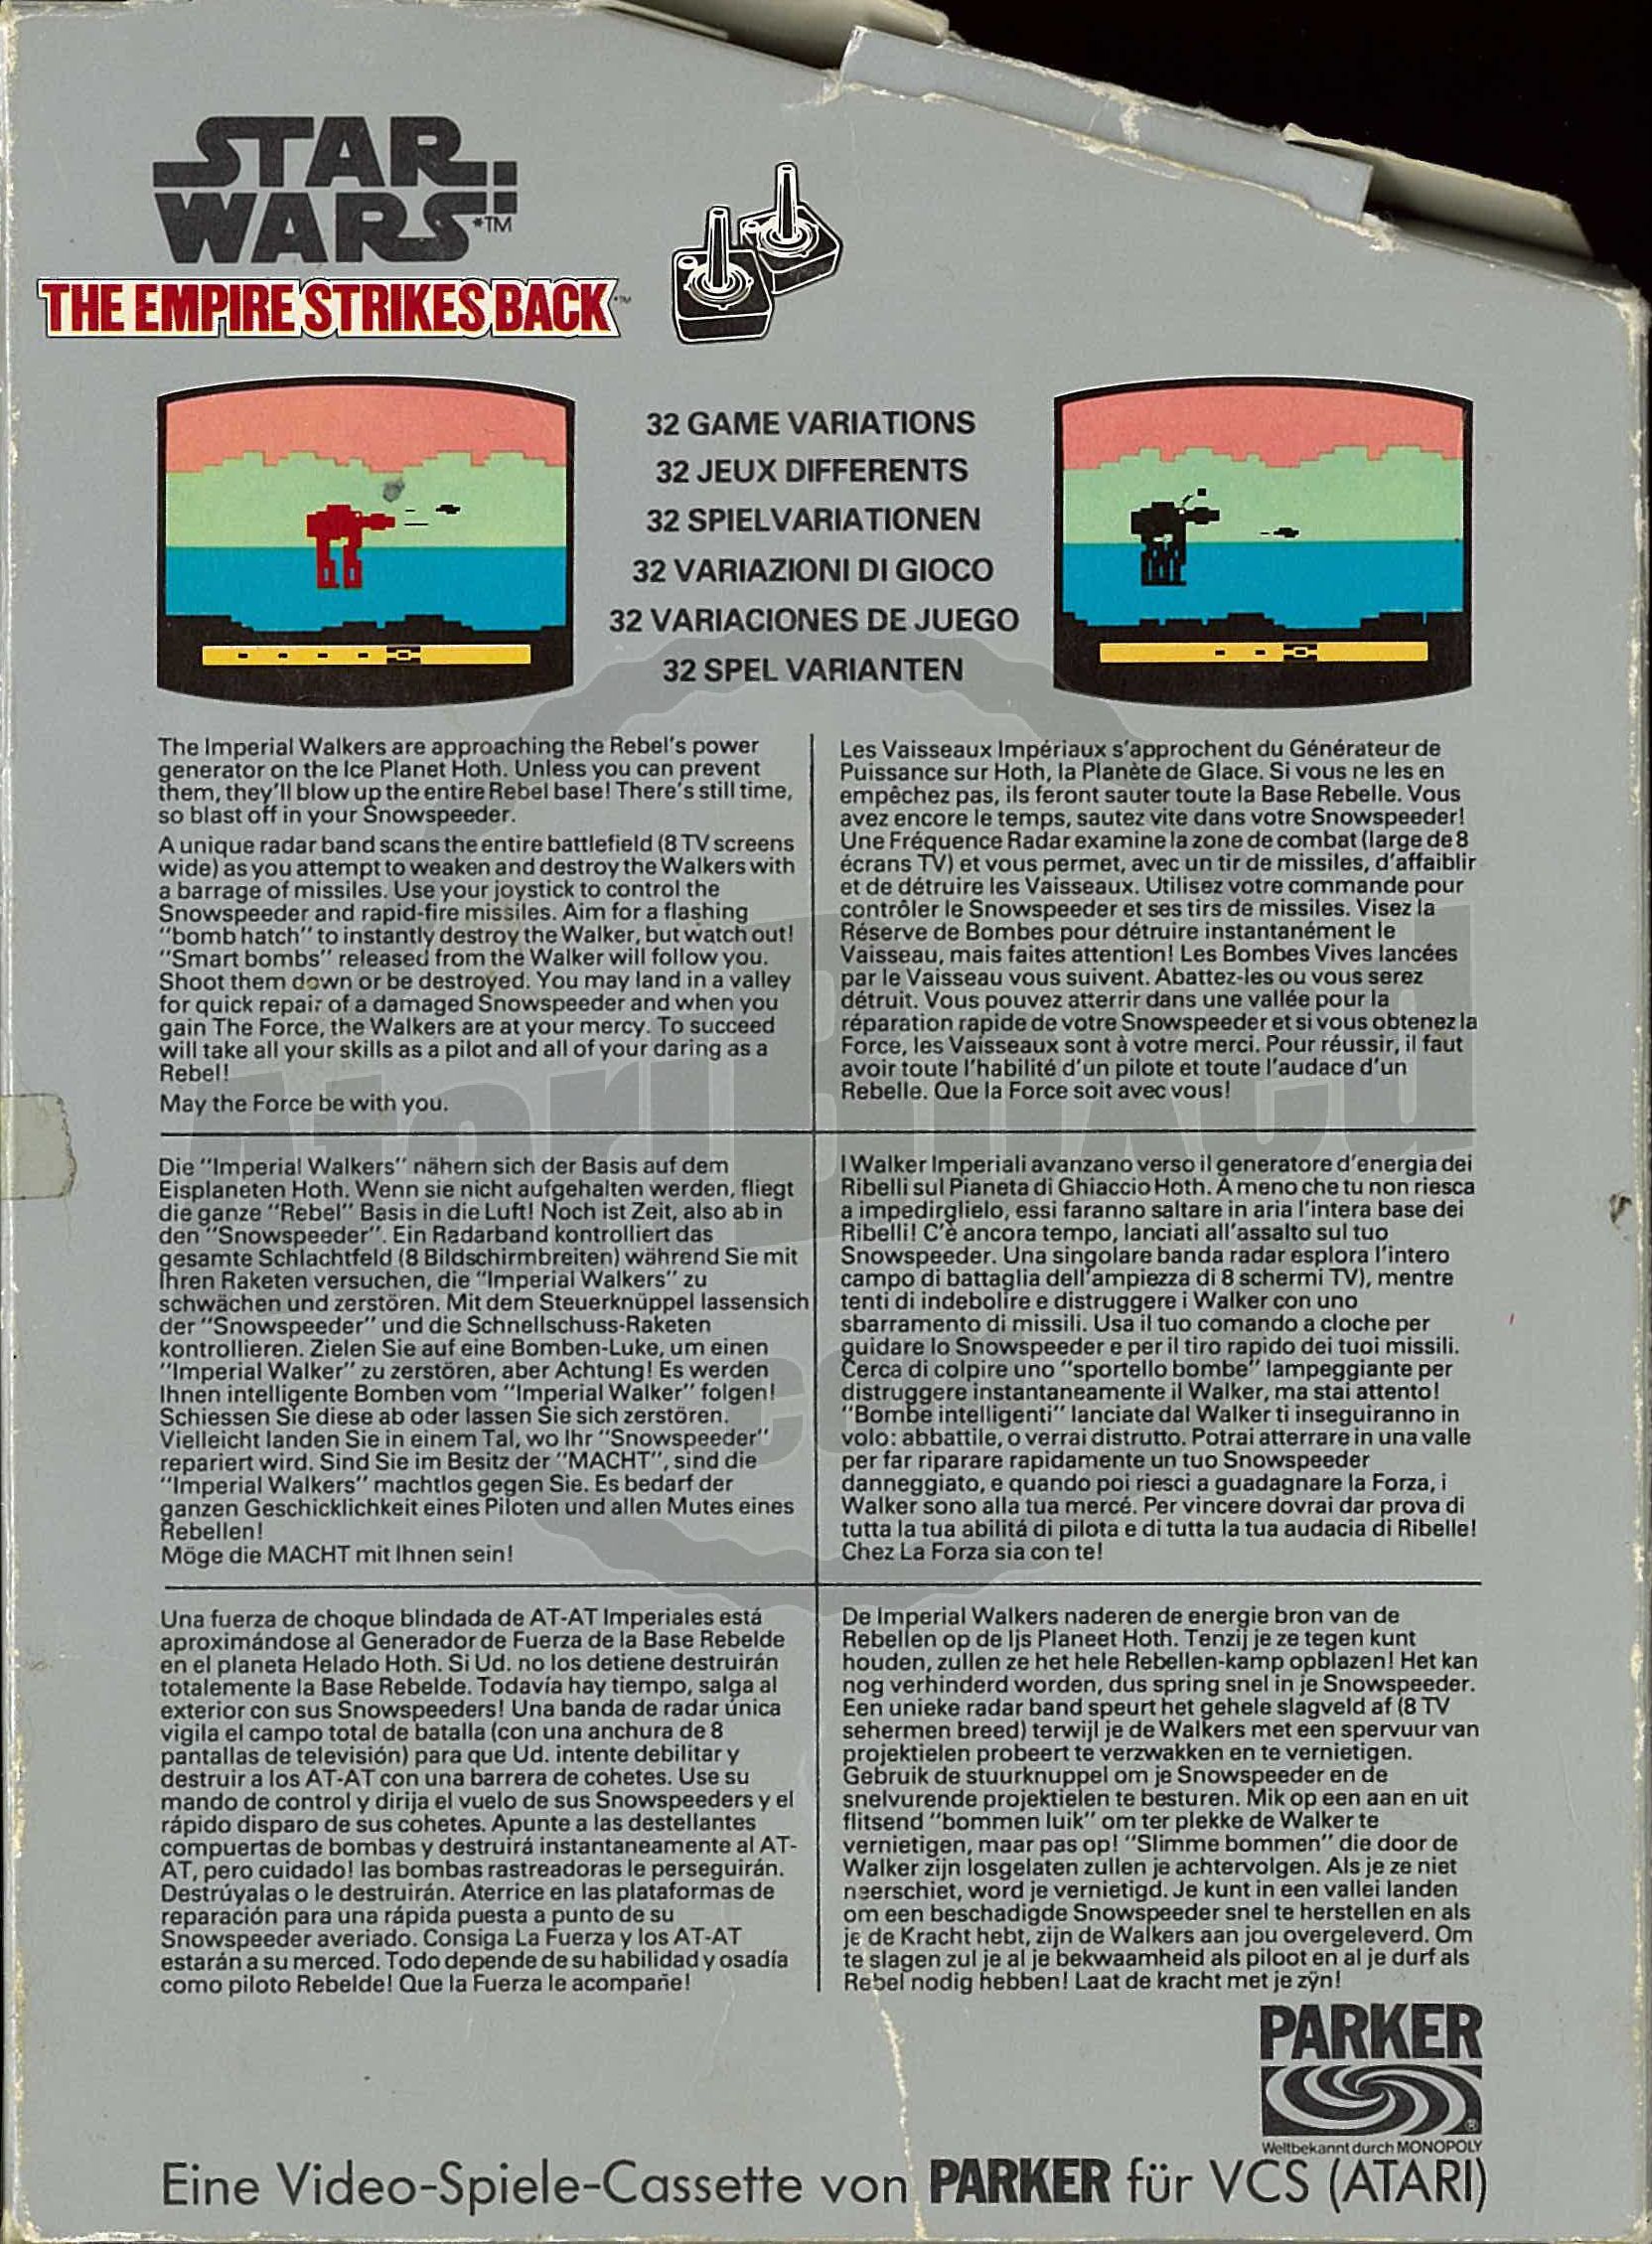 STAR
WARS*™
THE EMPIRE STRIKES BACK*™
32 GAME VARIATIONS
32 JEUX DIFFERENTS
32 SPIELVARIATIONEN
32 VARIAZIONI DI GIOCO
32 VARIACIONES DE JUEGO
32 SPEL VARIANTEN
The Imperial Walkers are approaching the Rebel's power
generator on the Ice Planet Hoth. Unless you can prevent
them, they'll blow up the entire Rebel base! There's still time,
so blast off in your Snowspeeder.
A unique radar band scans the entire battlefield (8 TV screens
wide) as you attempt to weaken and destroy the Walkers with
a barrage of missiles. Use your joystick to control the
Snowspeeder and rapid-fire missiles. Aim for a flashing
"bomb hatch" to instantly destroy the Walker, but watch out!
"Smart bombs" released from the Walker will follow you.
Shoot them down or be destroyed. You may land in a valley
for quick repair of a damaged Snowspeeder and when you
gain The Force, the Walkers are at your mercy. To succeed
will take all your skills as a pilot and all of your daring as a
Rebel!
May the Force be with you.
Les Vaisseaux Impériaux s'approchent du Générateur de
Puissance sur Hoth, la Planète de Glace. Si vous ne les en
empêchez pas, ils feront sauter toute la Base Rebelle. Vous
avez encore le temps, sautez vite dans votre Snowspeeder!
Une Fréquence Radar examine la zone de combat (large de 8
écrans TV) et vous permet, avec un tir de missiles, d'affaiblir
et de détruire les Vaisseaux. Utilisez votre commande pour
contrôler le Snowspeeder et ses tirs de missiles. Visez la
Réserve de Bombes pour détruire instantanément le
Vaisseau, mais faites attention! Les Bombes Vives lancées
par le Vaisseau vous suivent. Abattez-les ou vous serez
détruit. Vous pouvez atterrir dans une vallée pour la
réparation rapide de votre Snowspeeder et si vous obtenez la
Force, les Vaisseaux sont à votre merci. Pour réussir, il faut
avoir toute l'habilité d'un pilote et toute l'audace d'un
Rebelle. Que la Force soit avec vous!
Die "Imperial Walkers" nähern sich der Basis auf dem
Eisplaneten Hoth. Wenn sie nicht aufgehalten werden, fliegt
die ganze "Rebel" Basis in die Luft! Noch ist Zeit, also ab in
den "Snowspeeder". Ein Radarband kontrolliert das
gesamte Schlachtfeld (8 Bildschirmbreiten) während Sie mit
Ihren Raketen versuchen, die "Imperial Walkers" zu
schwächen und zerstören. Mit dem Steuerknüppel lassensich
der "Snowspeeder" und die Schnellschuss-Raketen
kontrollieren. Zielen Sie auf eine Bomben-Luke, um einen
"Imperial Walker" zu zerstören, aber Achtung! Es werden
Ihnen intelligente Bomben vom "Imperial Walker" folgen!
Schiessen Sie diese ab oder lassen Sie sich zerstören.
Vielleicht landen Sie in einem Tal, wo Ihr "Snowspeeder"
repariert wird. Sind Sie im Besitz der "MACHT", sind die
"Imperial Walkers" machtlos gegen Sie. Es bedarf der
ganzen Geschicklichkeit eines Piloten und allen Mutes eines
Rebellen!
Möge die MACHT mit Ihnen sein!
I Walker Imperiali avanzano verso il generatore d'energia dei
Ribelli sul Pianeta di Ghiaccio Hoth. A meno che tu non riesca
a impedirglielo, essi faranno saltare in aria l'intera base dei
Ribelli! C'è ancora tempo, lanciati all'assalto sul tuo
Snowspeeder. Una singolare banda radar esplora l'intero
campo di battaglia dell'ampiezza di 8 schermi TV), mentre
tenti di indebolire e distruggere i Walker con uno
sbarramento di missili. Usa il tuo comando a cloche per
guidare lo Snowspeeder e per il tiro rapido dei tuoi missili.
Cerca di colpire uno "sportello bombe" lampeggiante per
distruggere instantaneamente il Walker, ma stai attento!
"Bombe intelligenti" lanciate dal Walker ti inseguiranno in
volo: abbattile, o verrai distrutto. Potrai atterrare in una valle
per far riparare rapidamente un tuo Snowspeeder
danneggiato, e quando poi riesci a guadagnare la Forza, i
Walker sono alla tua mercé. Per vincere dovrai dar prova di
tutta la tua abilitá di pilota e di tutta la tua audacia di Ribelle!
Chez La Forza sia con te!
Una fuerza de choque blindada de AT-AT Imperiales está
aproximándose al Generador de Fuerza de la Base Rebelde
en el planeta Helado Hoth. Si Ud. no los detiene destruirán
totalemente la Base Rebelde. Todavía hay tiempo, salga al
exterior con sus Snowspeeders! Una banda de radar única
vigila el campo total de batalla (con una anchura de 8
pantallas de televisión) para que Ud. intente debilitar y
destruir a los AT-AT con una barrera de cohetes. Use su
mando de control y dirija el vuelo de sus Snowspeeders y el
rápido disparo de sus cohetes. Apunte a las destellantes
compuertas de bombas y destruirá instantaneamente al AT-
AT, pero cuidado! las bombas rastreadoras le perseguirán.
Destrúyalas o le destruirán. Aterrice en las plataformas de
reparación para una rápida puesta a punto de su
Snowspeeder averiado. Consiga La Fuerza y los AT-AT
estarán a su merced. Todo depende de su habilidad y osadía
como piloto Rebelde! Que la Fuerza le acompañe!
De Imperial Walkers naderen de energie bron van de
Rebellen op de Ijs Planeet Hoth. Tenzij je ze tegen kunt
houden, zullen ze het hele Rebellen-kamp opblazen! Het kan
nog verhinderd worden, dus spring snel in je Snowspeeder.
Een unieke radar band speurt het gehele slagveld af (8 TV
sehermen breed) terwijl je de Walkers met een spervuur van
projektielen probeert te verzwakken en te vernietigen.
Gebruik de stuurknuppel om je Snowspeeder en de
snelvurende projektielen te besturen. Mik op een aan en uit
flitsend "bommen luik" om ter plekke de Walker te
vernietigen, maar pas op! "Slimme bommen" die door de
Walker zijn losgelaten zullen je achtervolgen. Als je ze niet
neerschiet, word je vernietigd. Je kunt in een vallei landen
om een beschadigde Snowspeeder snel te herstellen en als
je de Kracht hebt, zijn de Walkers aan jou overgeleverd. Om
te slagen zul je al je bekwaamheid als piloot en al je durf als
Rebel nodig hebben! Laat de kracht met je zÿn!
PARKER
®
Weltbekannt durch MONOPOLY
Eine Video-Spiele-Cassette von PARKER für VCS (ATARI)